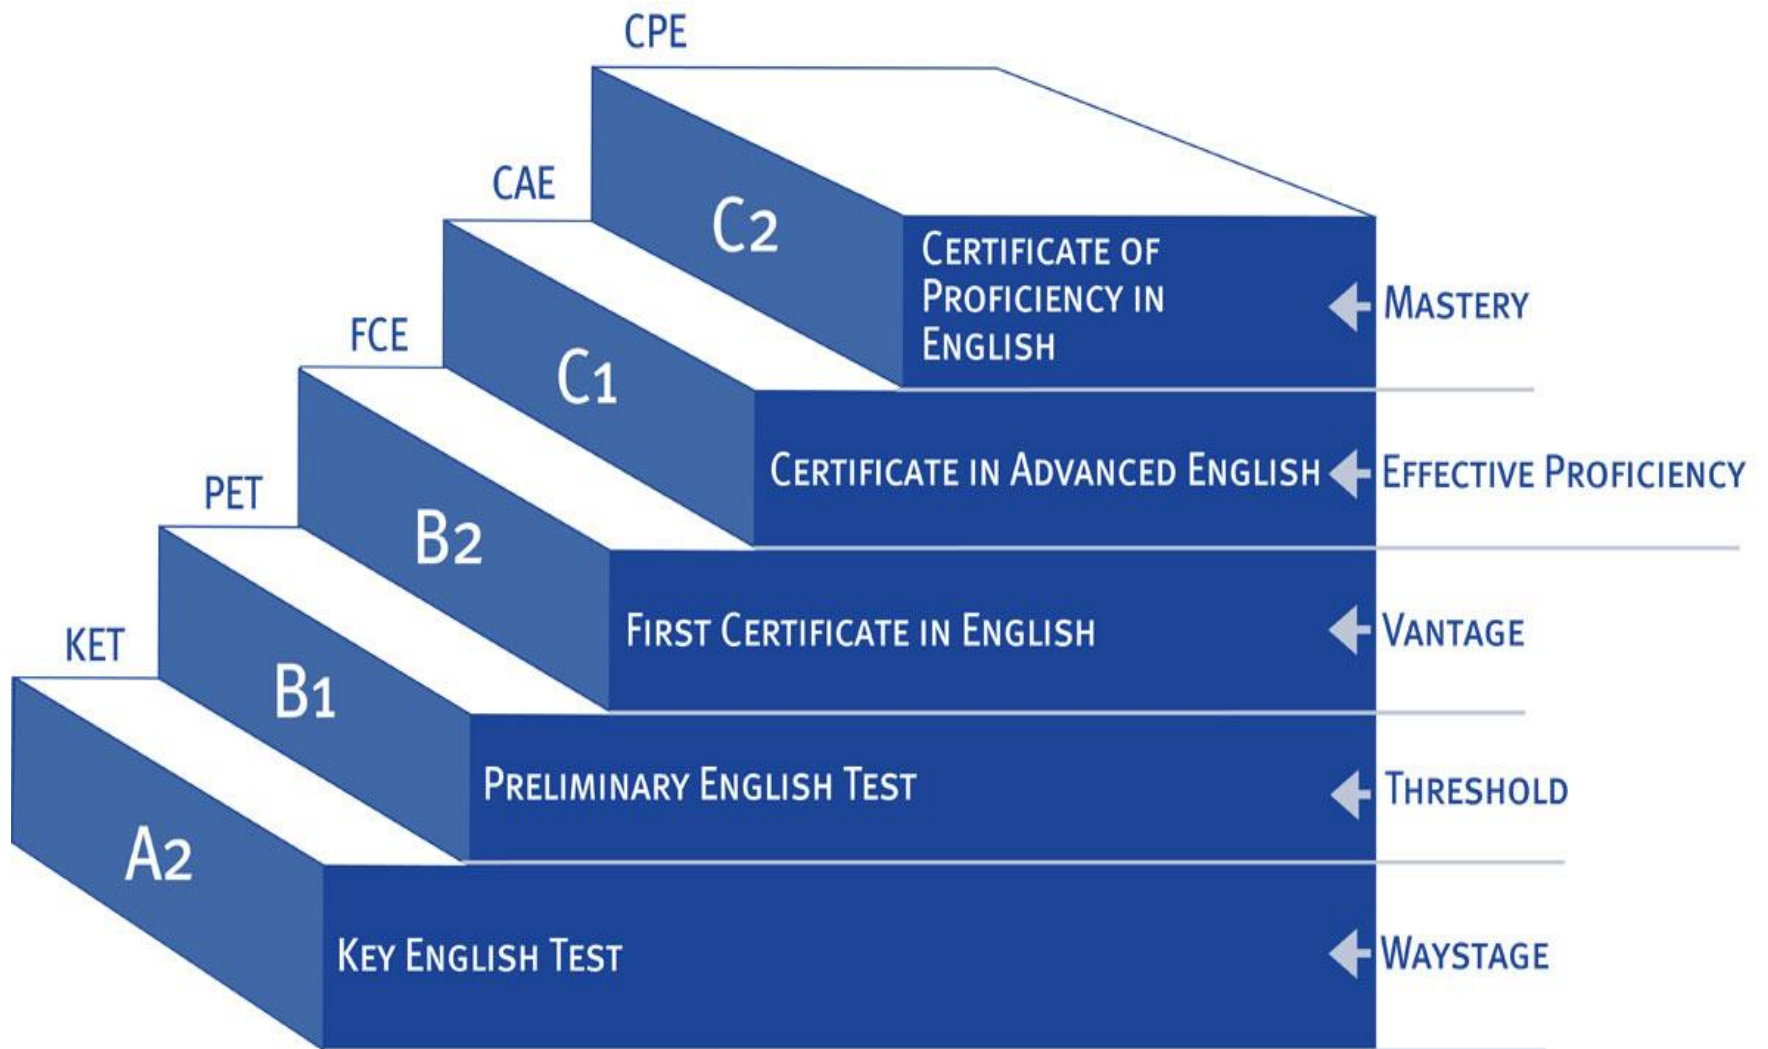 CPE
CAE
C2
CERTIFICATE OF
PROFICIENCY IN
ENGLISH
MASTERY
FCE
C1
CERTIFICATE IN ADVANCED ENGLISH
EFFECTIVE PROFICIENCY
PET
B2
FIRST CERTIFICATE IN ENGLISH
VANTAGE
KET
B1
PRELIMINARY ENGLISH TEST
THRESHOLD
A2
KEY ENGLISH TEST
WAYSTAGE